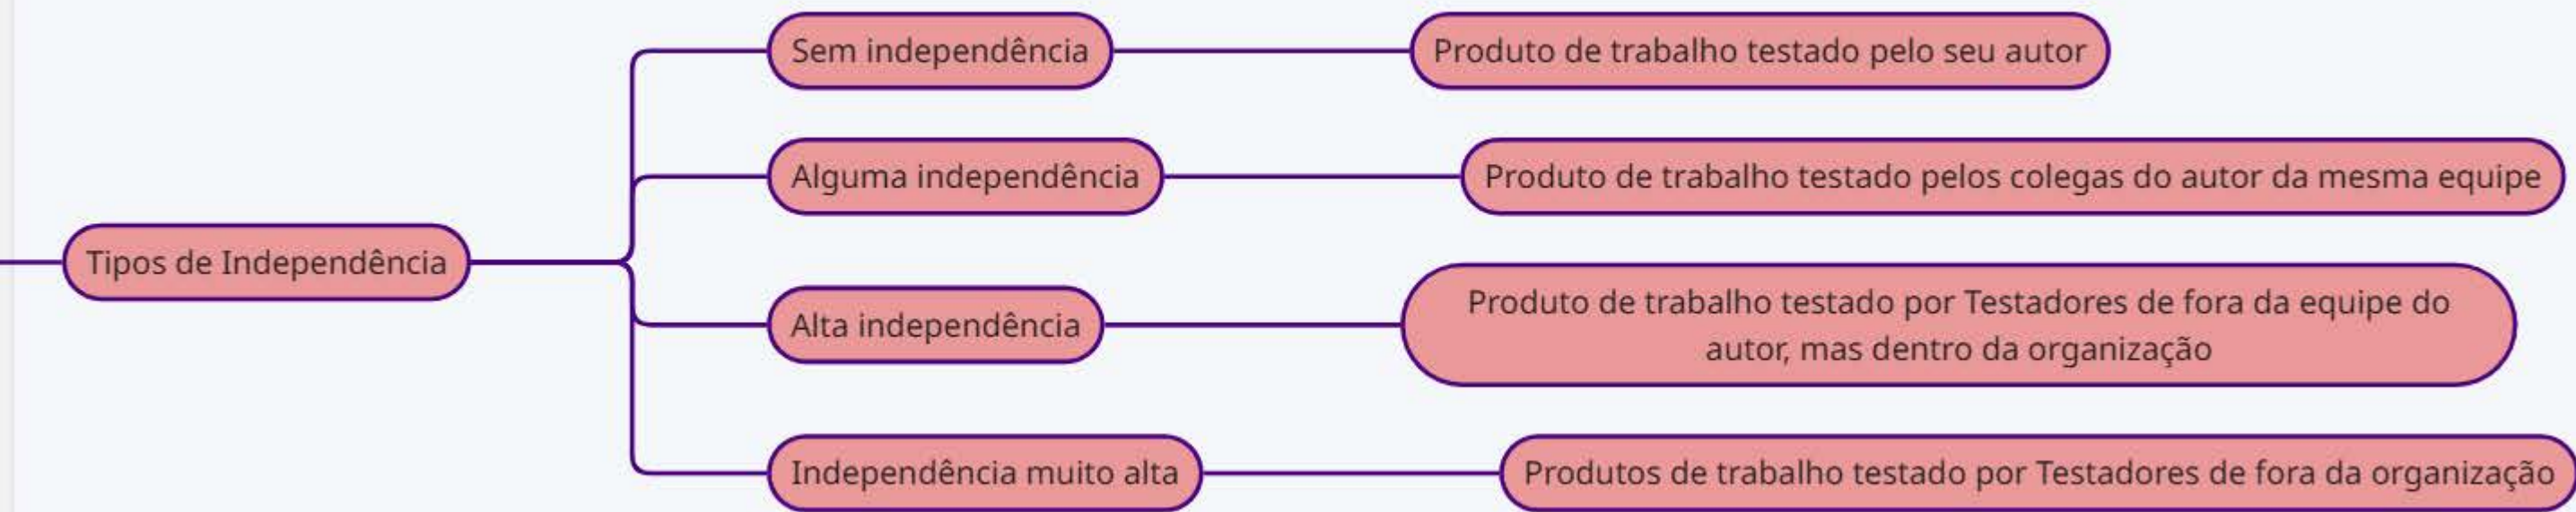 Sem independência
Produto de trabalho testado pelo seu autor
Alguma independência
Produto de trabalho testado pelos colegas do autor da mesma equipe
Tipos de Independência
Alta independência
Produto de trabalho testado por Testadores de fora da equipe do
autor, mas dentro da organização
Independência muito alta
Produtos de trabalho testado por Testadores de fora da organização